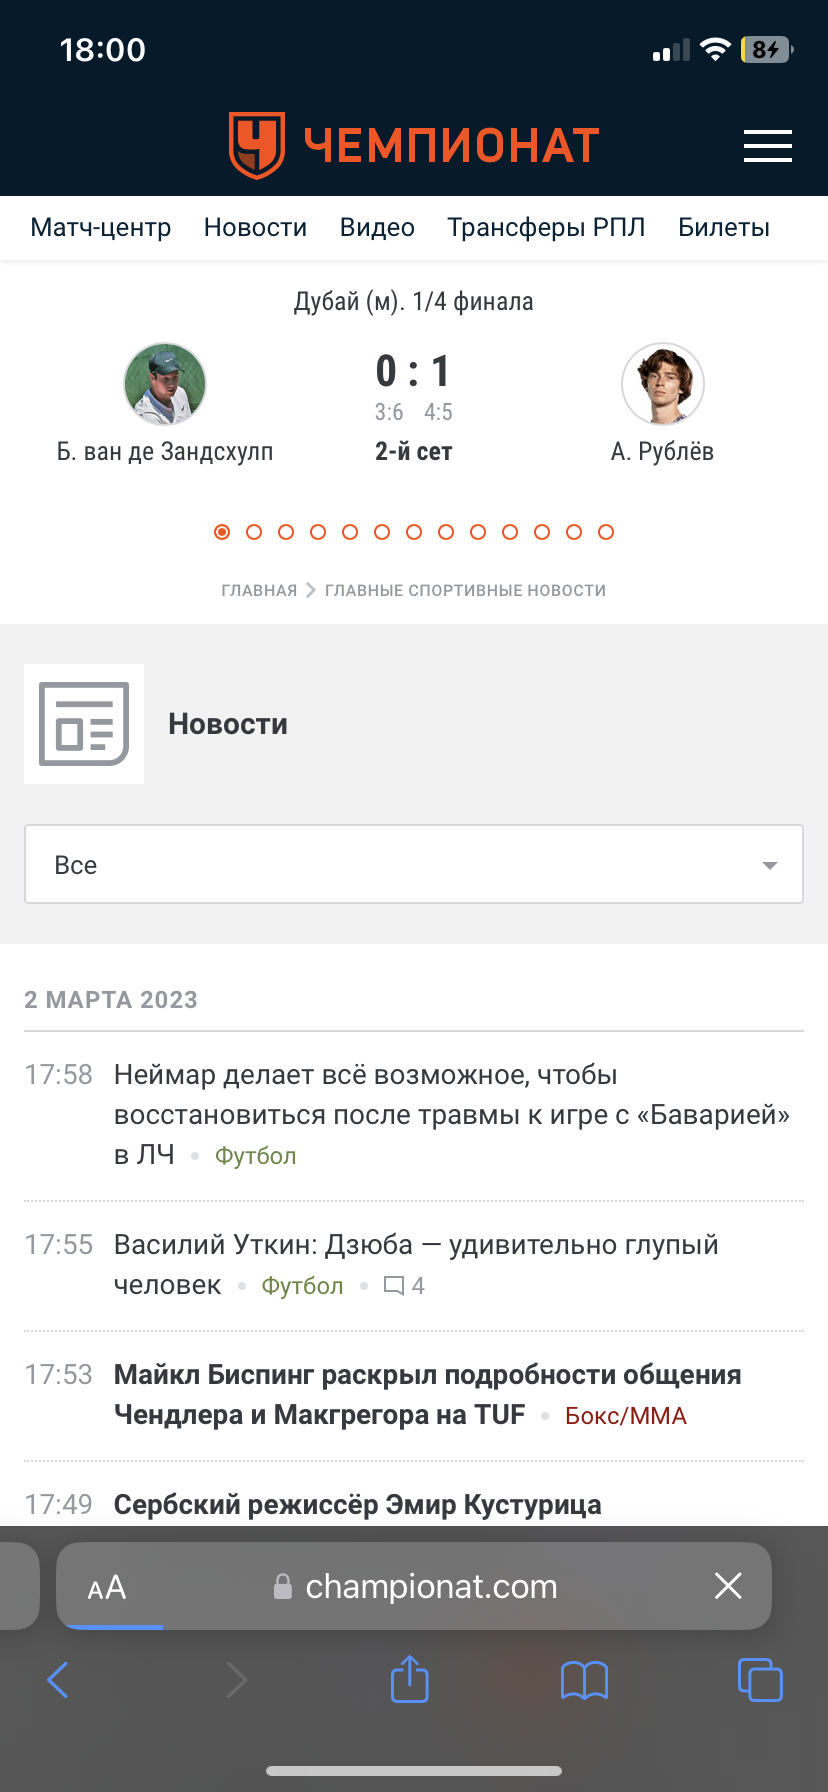 18:00
8
ЧЕМПИОНАТ
Матч-центр Новости Видео Трансферы РПЛ Билеты
Дубай (м). 1/4 финала
0 : 1
3:6 4:5
Б. ван де Зандсхулп 2-й сет А. Рублёв
ГЛАВНАЯ ГЛАВНЫЕ СПОРТИВНЫЕ НОВОСТИ
Новости
Все
2 МАРТА 2023
17:58 Неймар делает всё возможное, чтобы
восстановиться после травмы к игре с «Баварией»
в ЛЧ • Футбол
17:55 Василий Уткин: Дзюба — удивительно глупый
человек • Футбол • 4
17:53 Майкл Биспинг раскрыл подробности общения
Чендлера и Макгрегора на TUF • Бокс/ММА
17:49 Сербский режиссёр Эмир Кустурица
AA championat.com